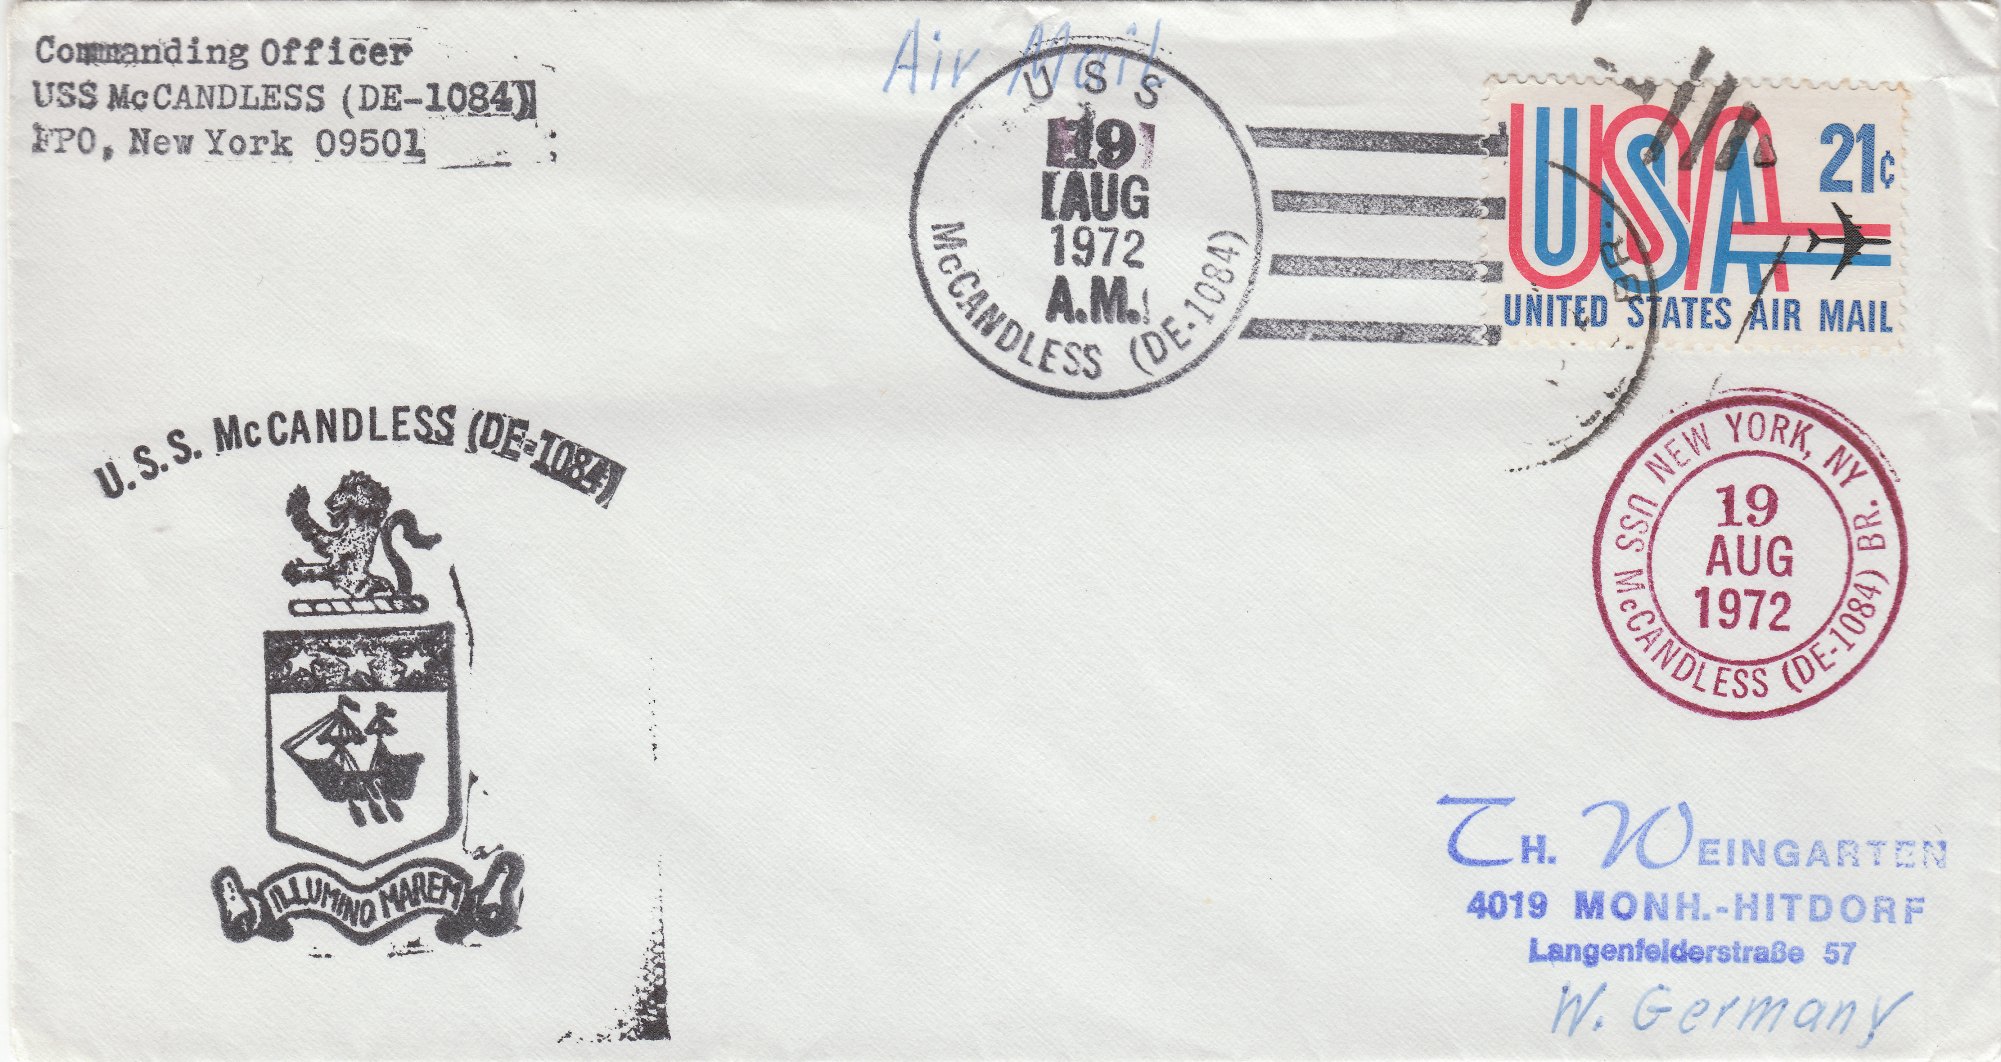 Commanding Officer
USS McCANDLESS (DE-1084)
FPO, New York 09501
Air Mail
USS
19
AUG
1972
A.M.
McCANDLESS (DE-1084)
USA 21¢
UNITED STATES AIR MAIL
BR.
U.S.S. McCANDLESS (DE-1084)
ILLUMINO MAREM
NEW YORK, NY BR.
19
AUG
1972
USS McCANDLESS (DE-1084)
TH. WEINGARTEN
4019 MONH.-HITDORF
Langenfelderstraße 57
W. Germany